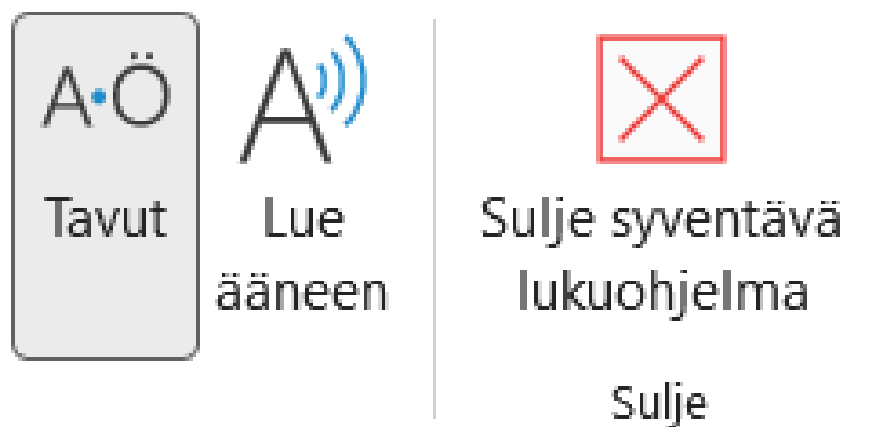 A·Ö
Tavut
A
Lue
ääneen
Sulje syventävä
lukuohjelma
Sulje